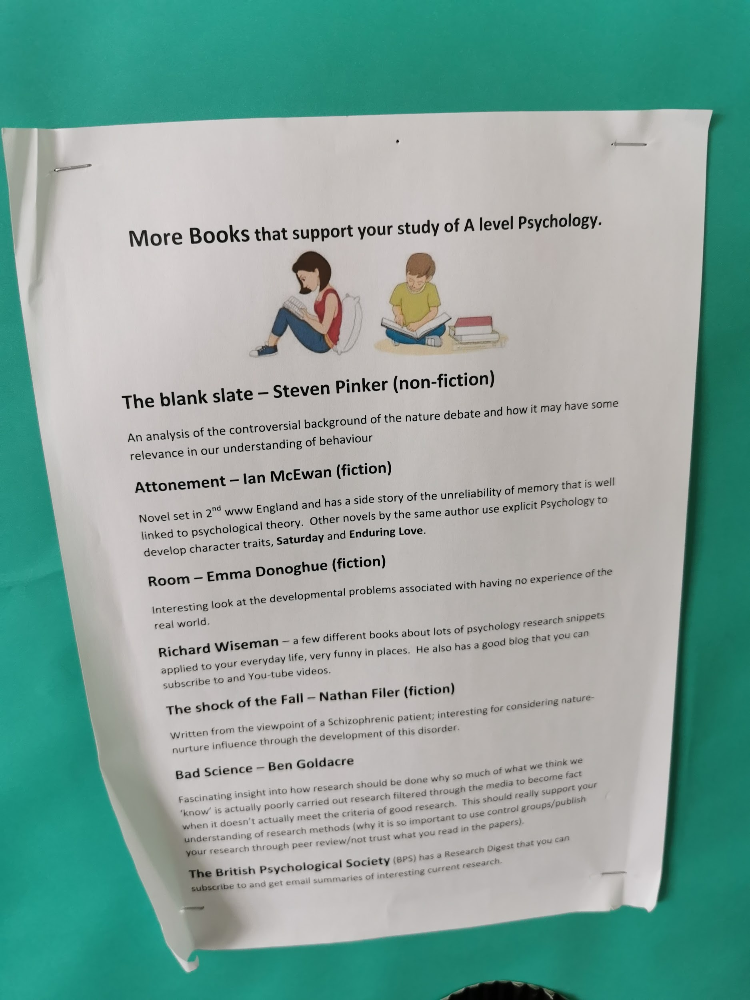 More Books that support your study of A level Psychology.
The blank slate – Steven Pinker (non-fiction)
An analysis of the controversial background of the nature debate and how it may have some
relevance in our understanding of behaviour
Attonement – Ian McEwan (fiction)
Novel set in 2nd www England and has a side story of the unreliability of memory that is well
linked to psychological theory. Other novels by the same author use explicit Psychology to
develop character traits, Saturday and Enduring Love.
Room – Emma Donoghue (fiction)
Interesting look at the developmental problems associated with having no experience of the
real world.
Richard Wiseman – a few different books about lots of psychology research snippets
applied to your everyday life, very funny in places. He also has a good blog that you can
subscribe to and You-tube videos.
The shock of the Fall – Nathan Filer (fiction)
Written from the viewpoint of a Schizophrenic patient; interesting for considering nature-
nurture influence through the development of this disorder.
Bad Science – Ben Goldacre
Fascinating insight into how research should be done why so much of what we think we
‘know’ is actually poorly carried out research filtered through the media to become fact
when it doesn’t actually meet the criteria of good research. This should really support your
understanding of research methods (why it is so important to use control groups/publish
your research through peer review/not trust what you read in the papers).
The British Psychological Society (BPS) has a Research Digest that you can
subscribe to and get email summaries of interesting current research.